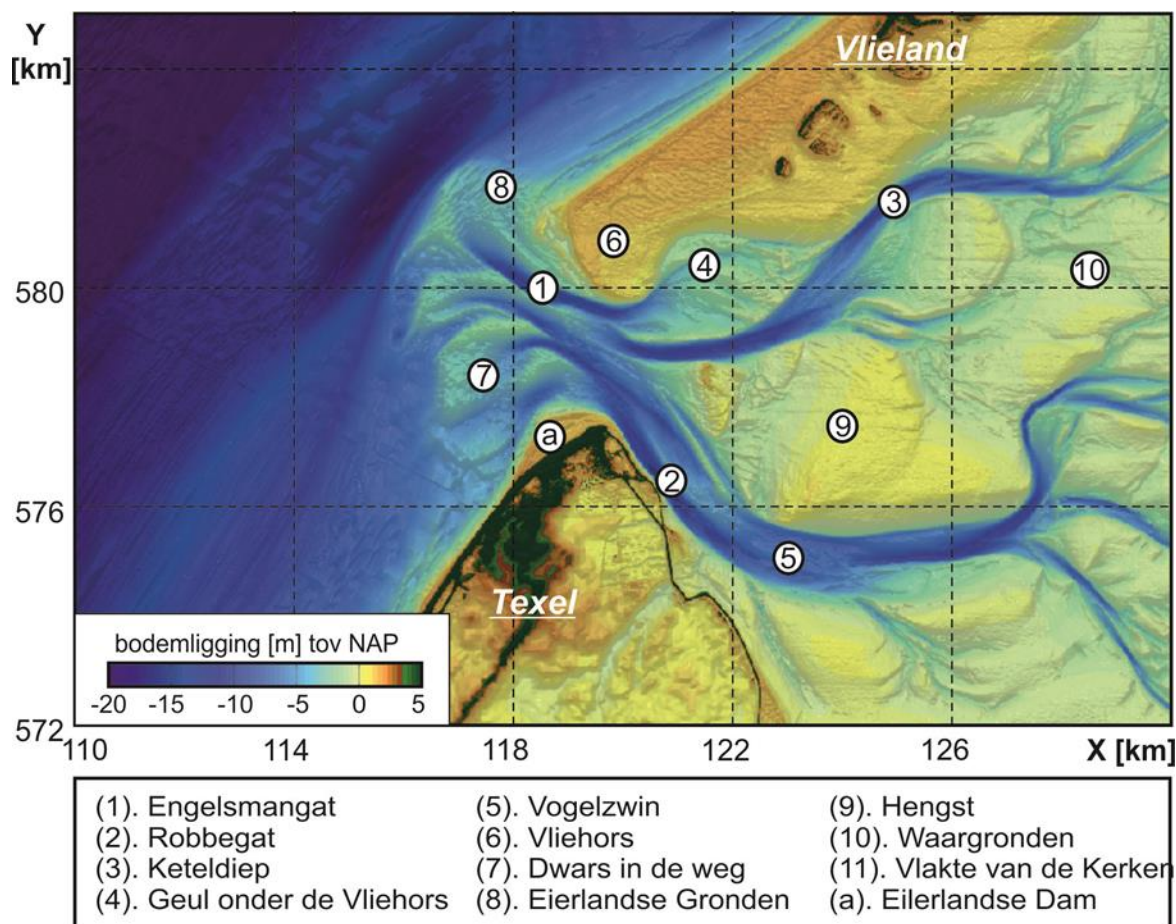 Y
[km]
Vlieland
8
3
6
4
10
580
1
7
9
a
2
576
5
Texel
bodemligging [m] tov NAP
-20 -15 -10 -5 0 5
572
110 114 118 122 126 X [km]
(1). Engelsmangat
(2). Robbegat
(3). Keteldiep
(4). Geul onder de Vliehors
(5). Vogelzwin
(6). Vliehors
(7). Dwars in de weg
(8). Eierlandse Gronden
(9). Hengst
(10). Waargronden
(11). Vlakte van de Kerken
(a). Eilerlandse Dam